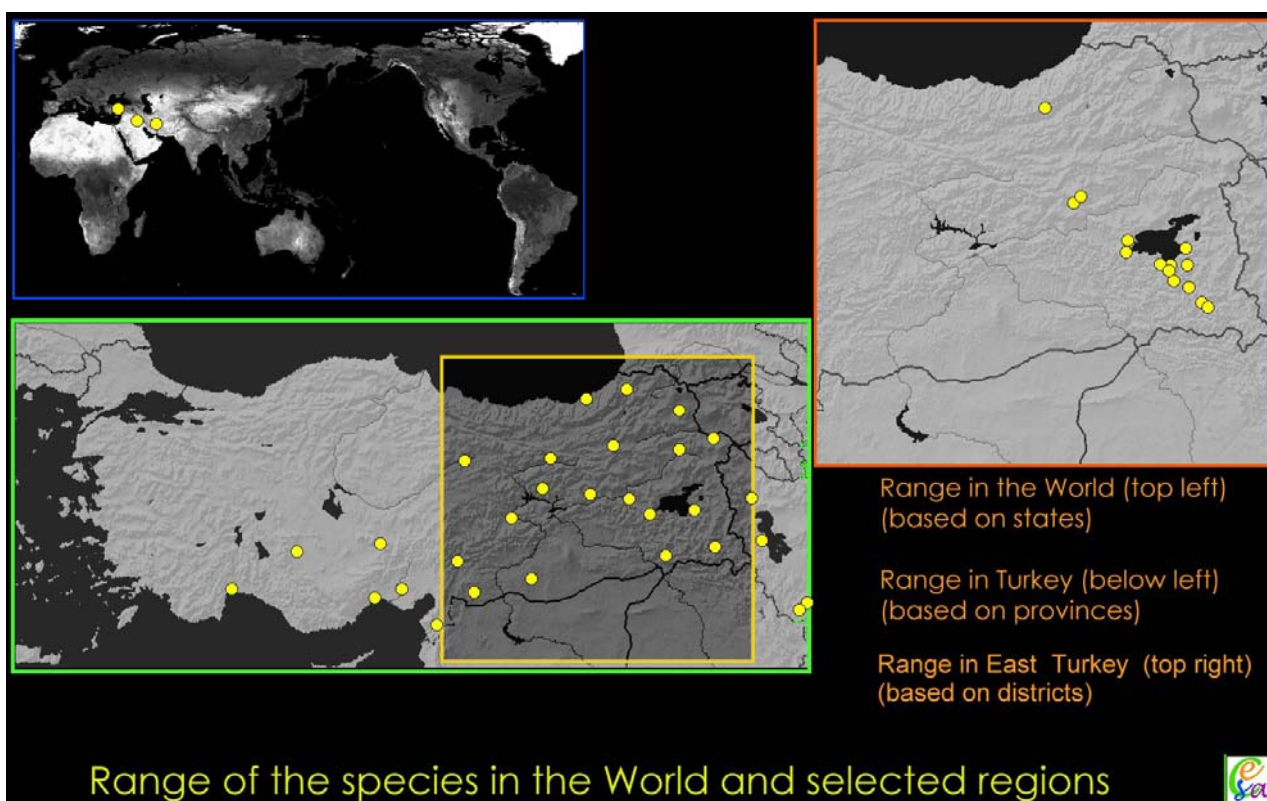 Range in the World (top left)
(based on states)
Range in Turkey (below left)
(based on provinces)
Range in East Turkey (top right)
(based on districts)
Range of the species in the World and selected regions
esa